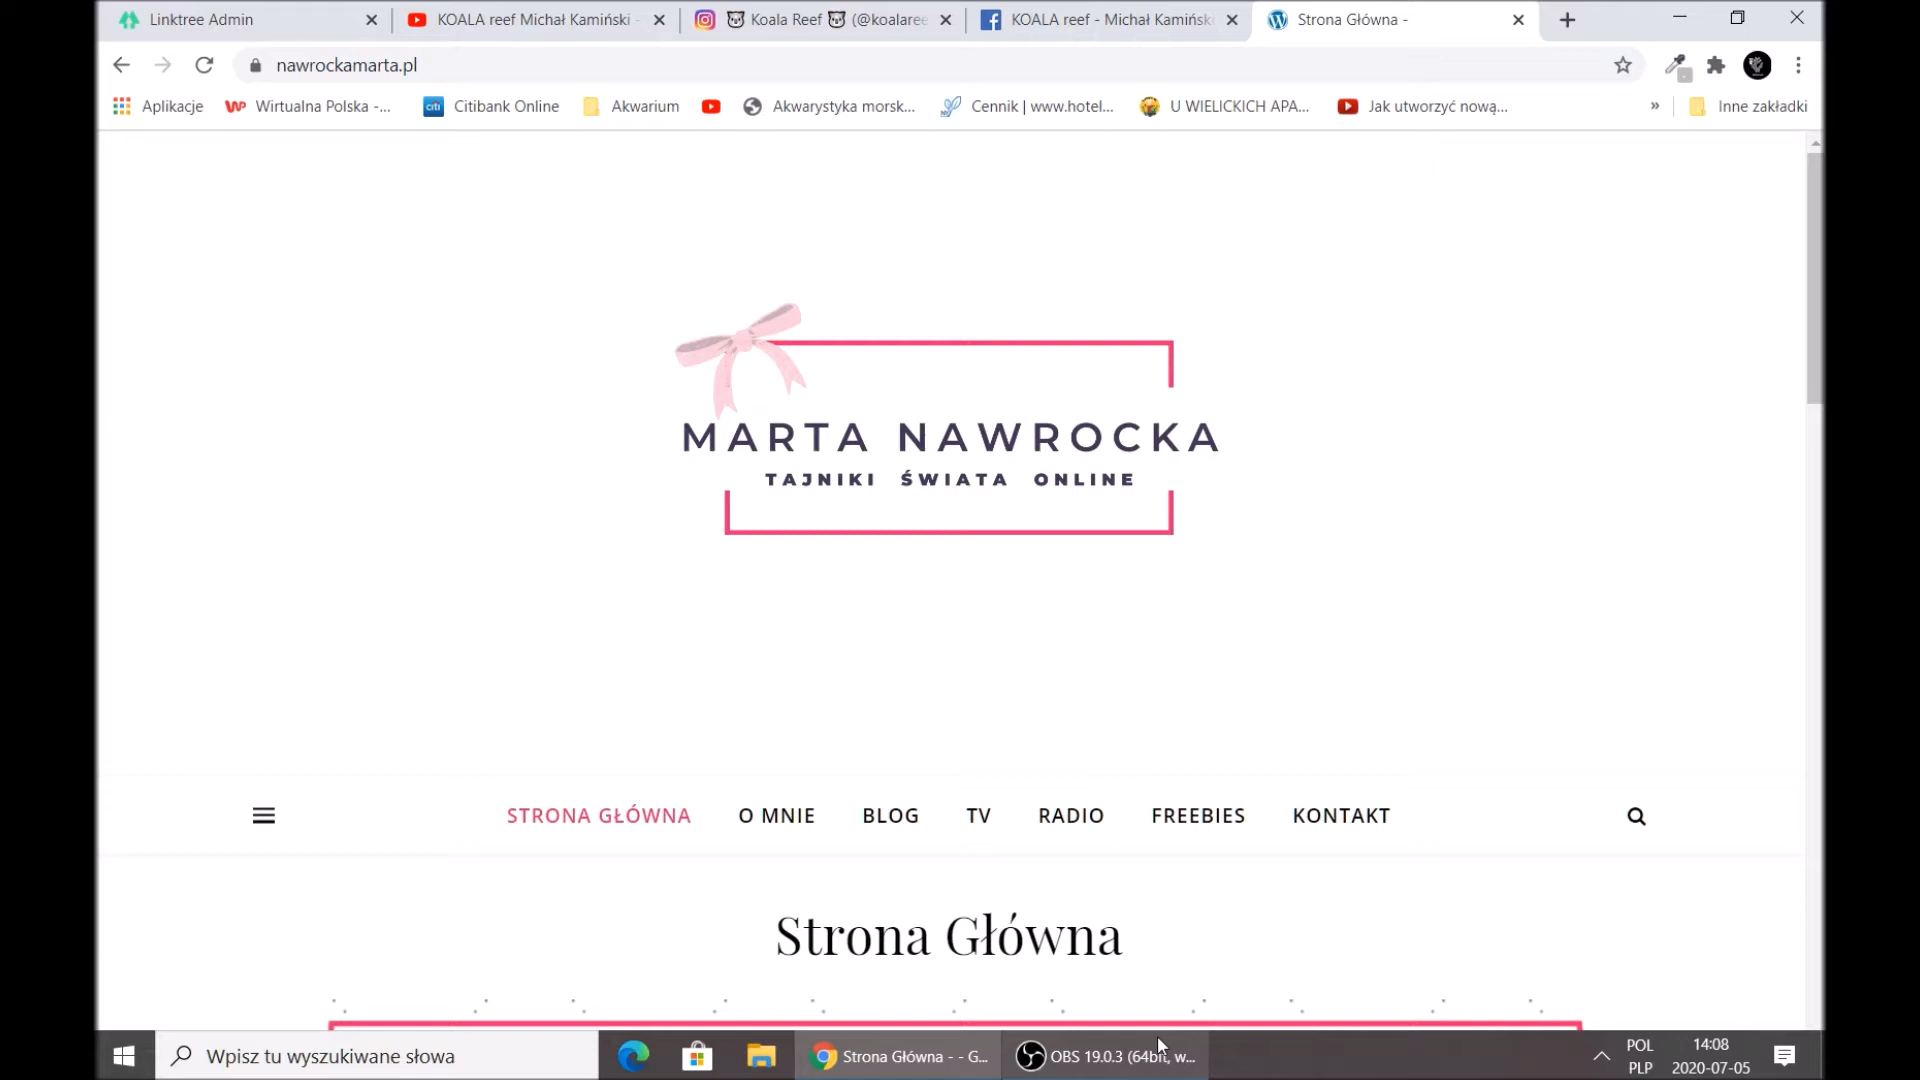 Linktree Admin
KOALA reef Michał Kamiński -
Koala Reef (@koalaree
KOALA reef - Michał Kamiński
Strona Główna -
nawrockamarta.pl
Aplikacje
Wirtualna Polska -...
citi
Citibank Online
Akwarium
Akwarystyka morsk...
Cennik | www.hotel...
U WIELICKICH APA...
Jak utworzyć nową...
»
Inne zakładki
MARTA NAWROCKA
TAJNIKI ŚWIATA ONLINE
STRONA GŁÓWNA
O MNIE
BLOG
TV
RADIO
FREEBIES
KONTAKT
Strona Główna
Wpisz tu wyszukiwane słowa
Strona Główna - - G...
OBS 19.0.3 (64bit, w...
POL
PLP
14:08
2020-07-05